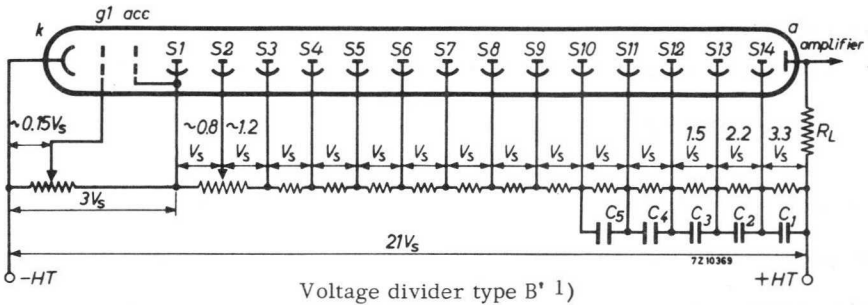 g1 acc
k
S1 S2 S3 S4 S5 S6 S7 S8 S9 S10 S11 S12 S13 S14
a
amplifier
~0.15Vs
~0.8 ~1.2
1.5 2.2 3.3
RL
Vs Vs Vs Vs Vs Vs Vs Vs Vs Vs Vs Vs Vs Vs
3Vs
C5 C4 C3 C2 C1
21Vs
7Z10369
-HT
+HT
Voltage divider type B' 1)